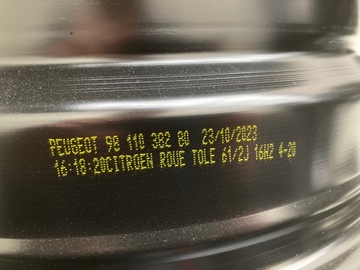 PEUGEOT 98 110 382 80 23/10/2023
16:18:20CITROEN ROUE TOLE 61/2J 16H2 4-20